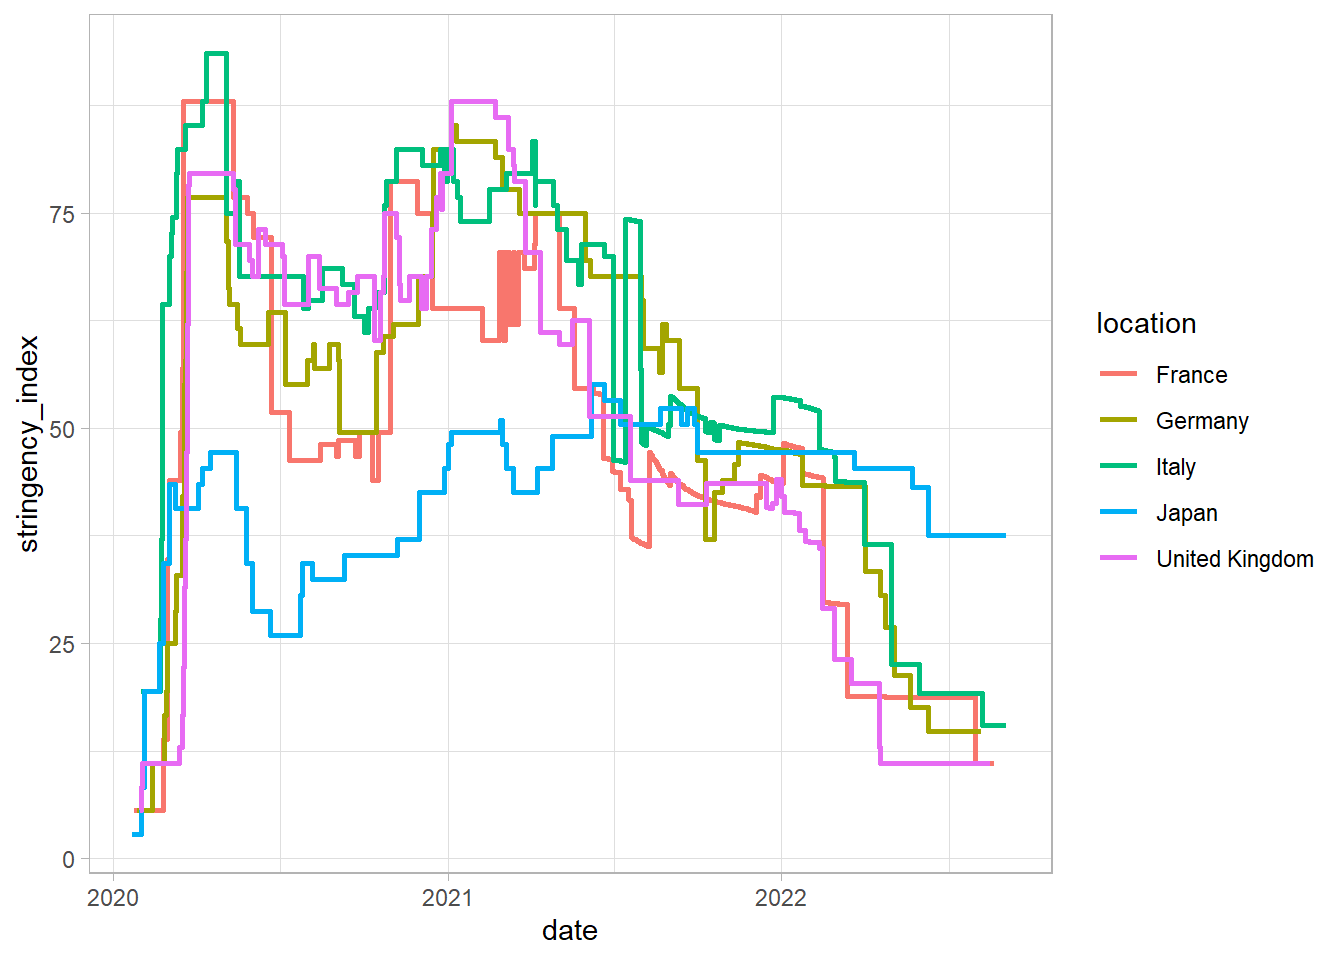 stringency_index
75
50
25
0
2020
2021
2022
date
location
France
Germany
Italy
Japan
United Kingdom